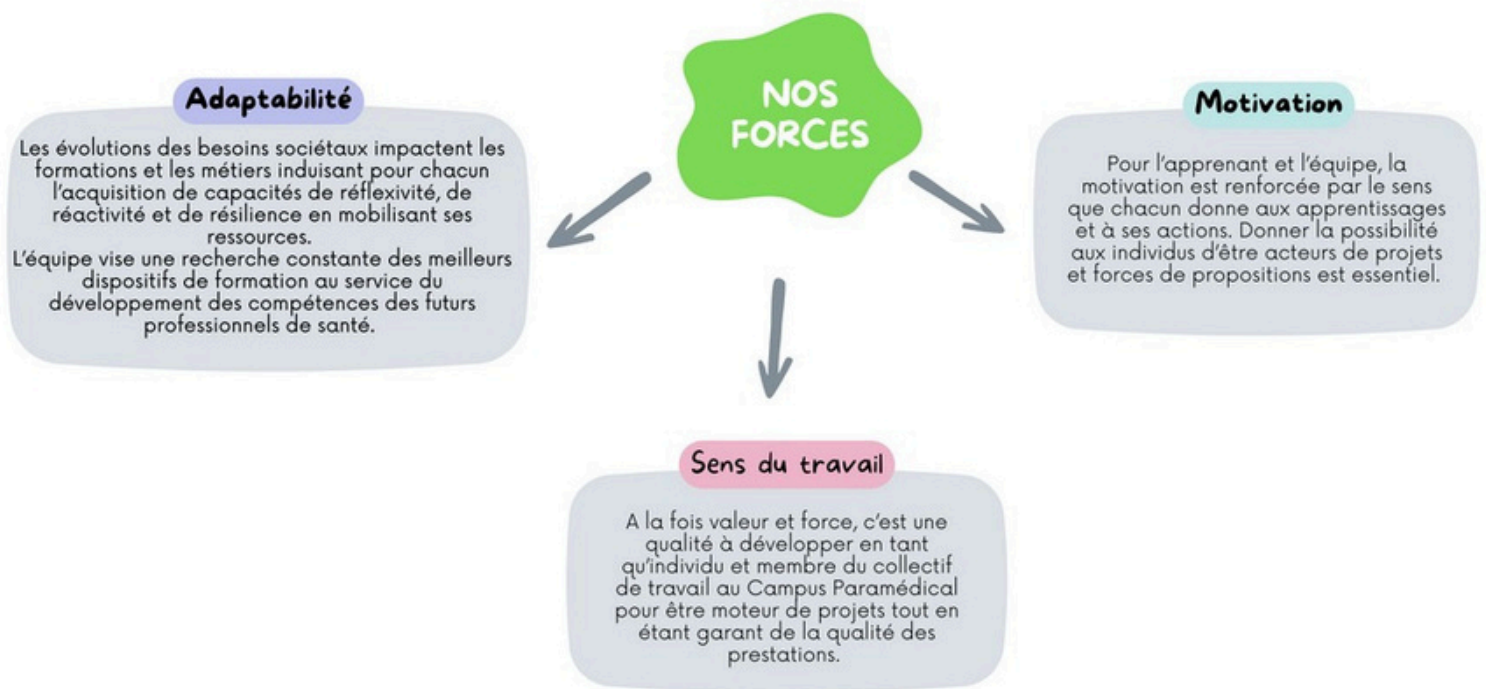 NOS
FORCES
Adaptabilité
Les évolutions des besoins sociétaux impactent les
formations et les métiers induisant pour chacun
l'acquisition de capacités de réflexivité, de
réactivité et de résilience en mobilisant ses
ressources.
L'équipe vise une recherche constante des meilleurs
dispositifs de formation au service du
développement des compétences des futurs
professionnels de santé.
Motivation
Pour l'apprenant et l'équipe, la
motivation est renforcée par le sens
que chacun donne aux apprentissages
et à ses actions. Donner la possibilité
aux individus d'être acteurs de projets
et forces de propositions est essentiel.
Sens du travail
A la fois valeur et force, c'est une
qualité à développer en tant
qu'individu et membre du collectif
de travail au Campus Paramédical
pour être moteur de projets tout en
étant garant de la qualité des
prestations.